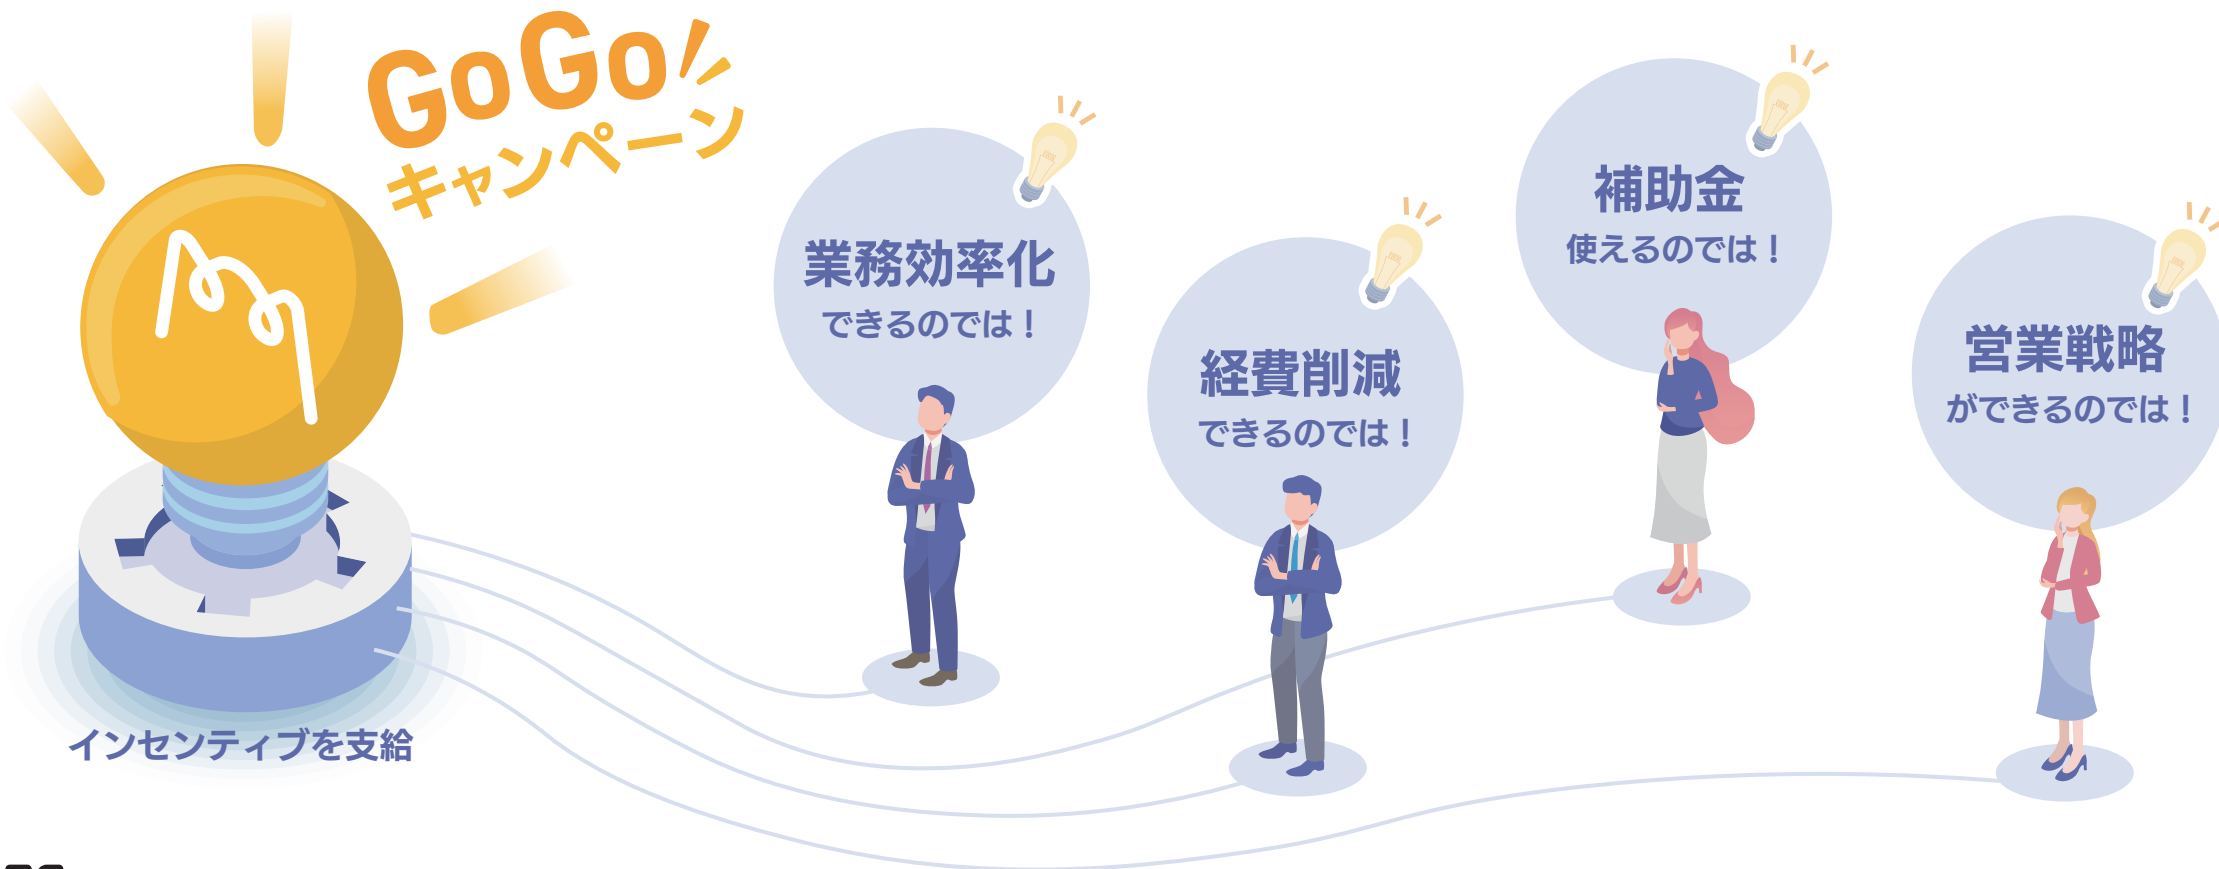 GoGo!
キャンペーン
業務効率化
できるのでは！
経費削減
できるのでは！
補助金
使えるのでは！
営業戦略
ができるのでは！
インセンティブを支給